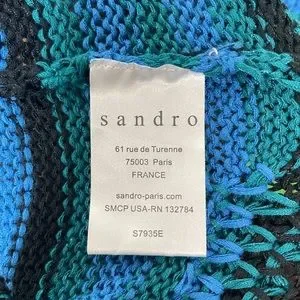 sandro
61 rue de Turenne
75003 Paris
FRANCE
sandro-paris.com
SMCP USA-RN 132784
S7935E